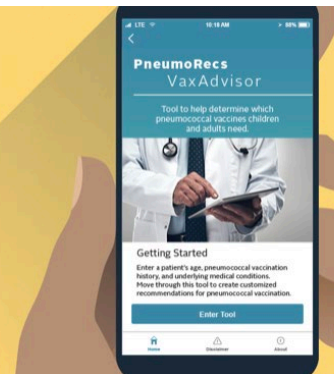 LTE 10:18 AM 88%
PneumoRecs
VaxAdvisor
Tool to help determine which
pneumococcal vaccines children
and adults need.
Getting Started
Enter a patient's age, pneumococcal vaccination
history, and underlying medical conditions.
Move through this tool to create customized
recommendations for pneumococcal vaccination.
Enter Tool
Home Disclaimer About